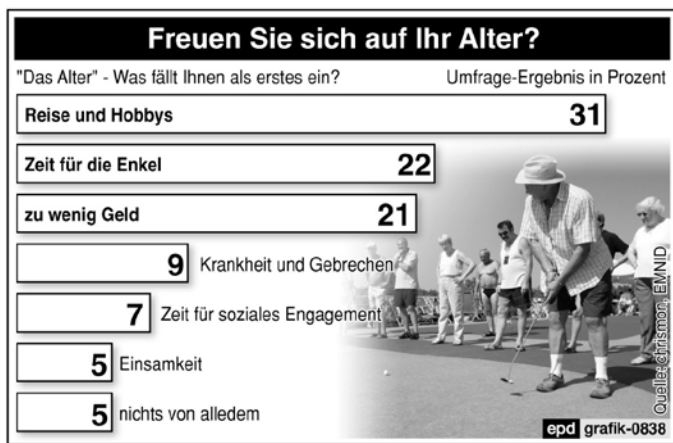 Freuen Sie sich auf Ihr Alter?
"Das Alter" - Was fällt Ihnen als erstes ein? Umfrage-Ergebnis in Prozent
Reise und Hobbys 31
Zeit für die Enkel 22
zu wenig Geld 21
9 Krankheit und Gebrechen
7 Zeit für soziales Engagement
5 Einsamkeit
5 nichts von alledem
Quelle: chrismon, EMNID
epd grafik-0838